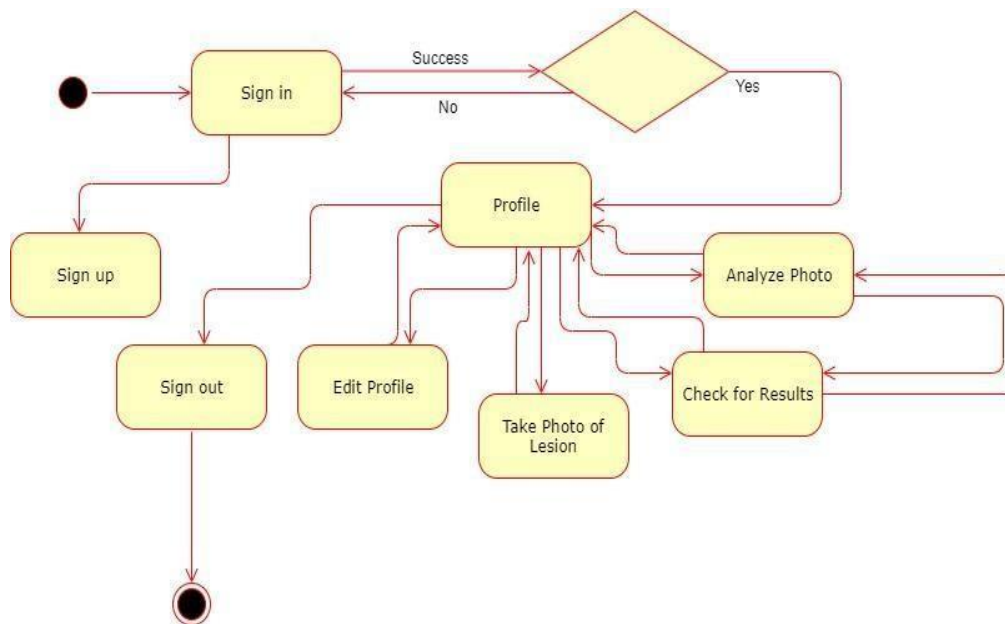 Success
Sign in
No
Yes
Profile
Sign up
Analyze Photo
Sign out
Edit Profile
Check for Results
Take Photo of
Lesion